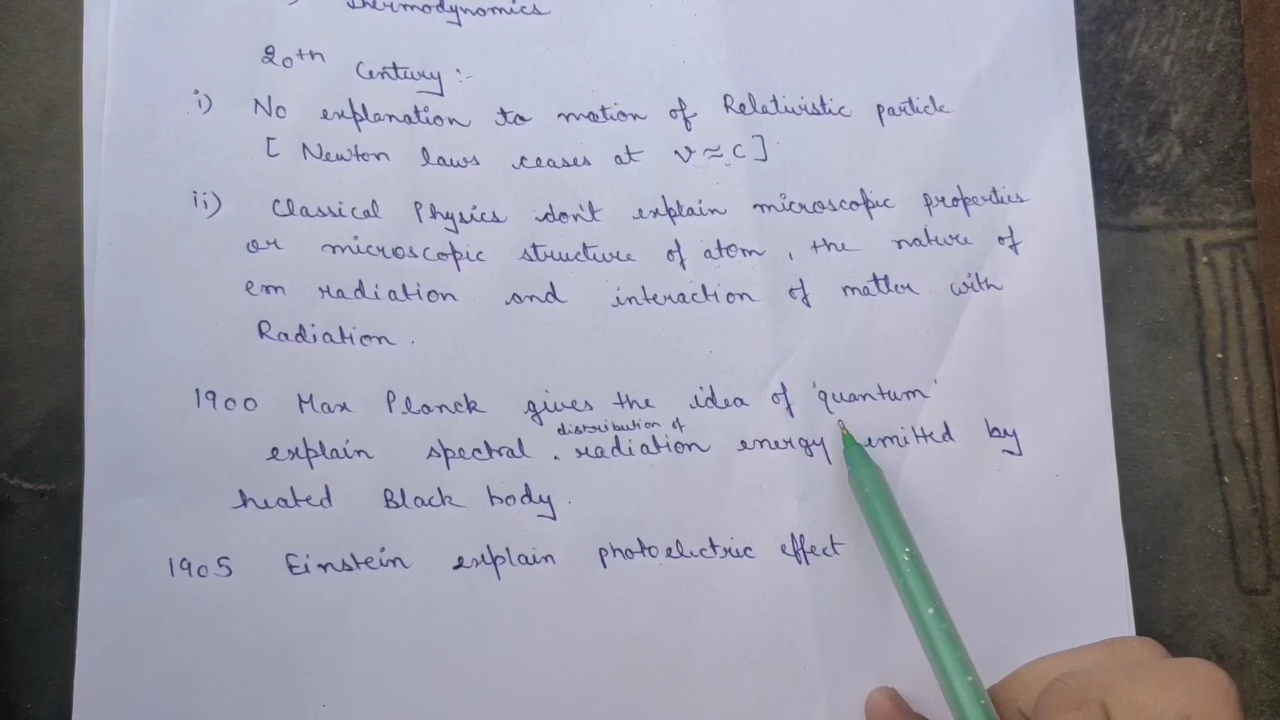 Thermodynamics
20th Century :-
i) No explanation to motion of Relativistic particle
[ Newton laws ceases at v ≈ c ]
ii) Classical Physics don't explain microscopic properties
or microscopic structure of atom, the nature of
em radiation and interaction of matter with
Radiation.
1900 Max Planck gives the idea of 'quantum'
distribution of
explain spectral . radiation energy emitted by
heated Black body.
1905 Einstein explain photoelectric effect